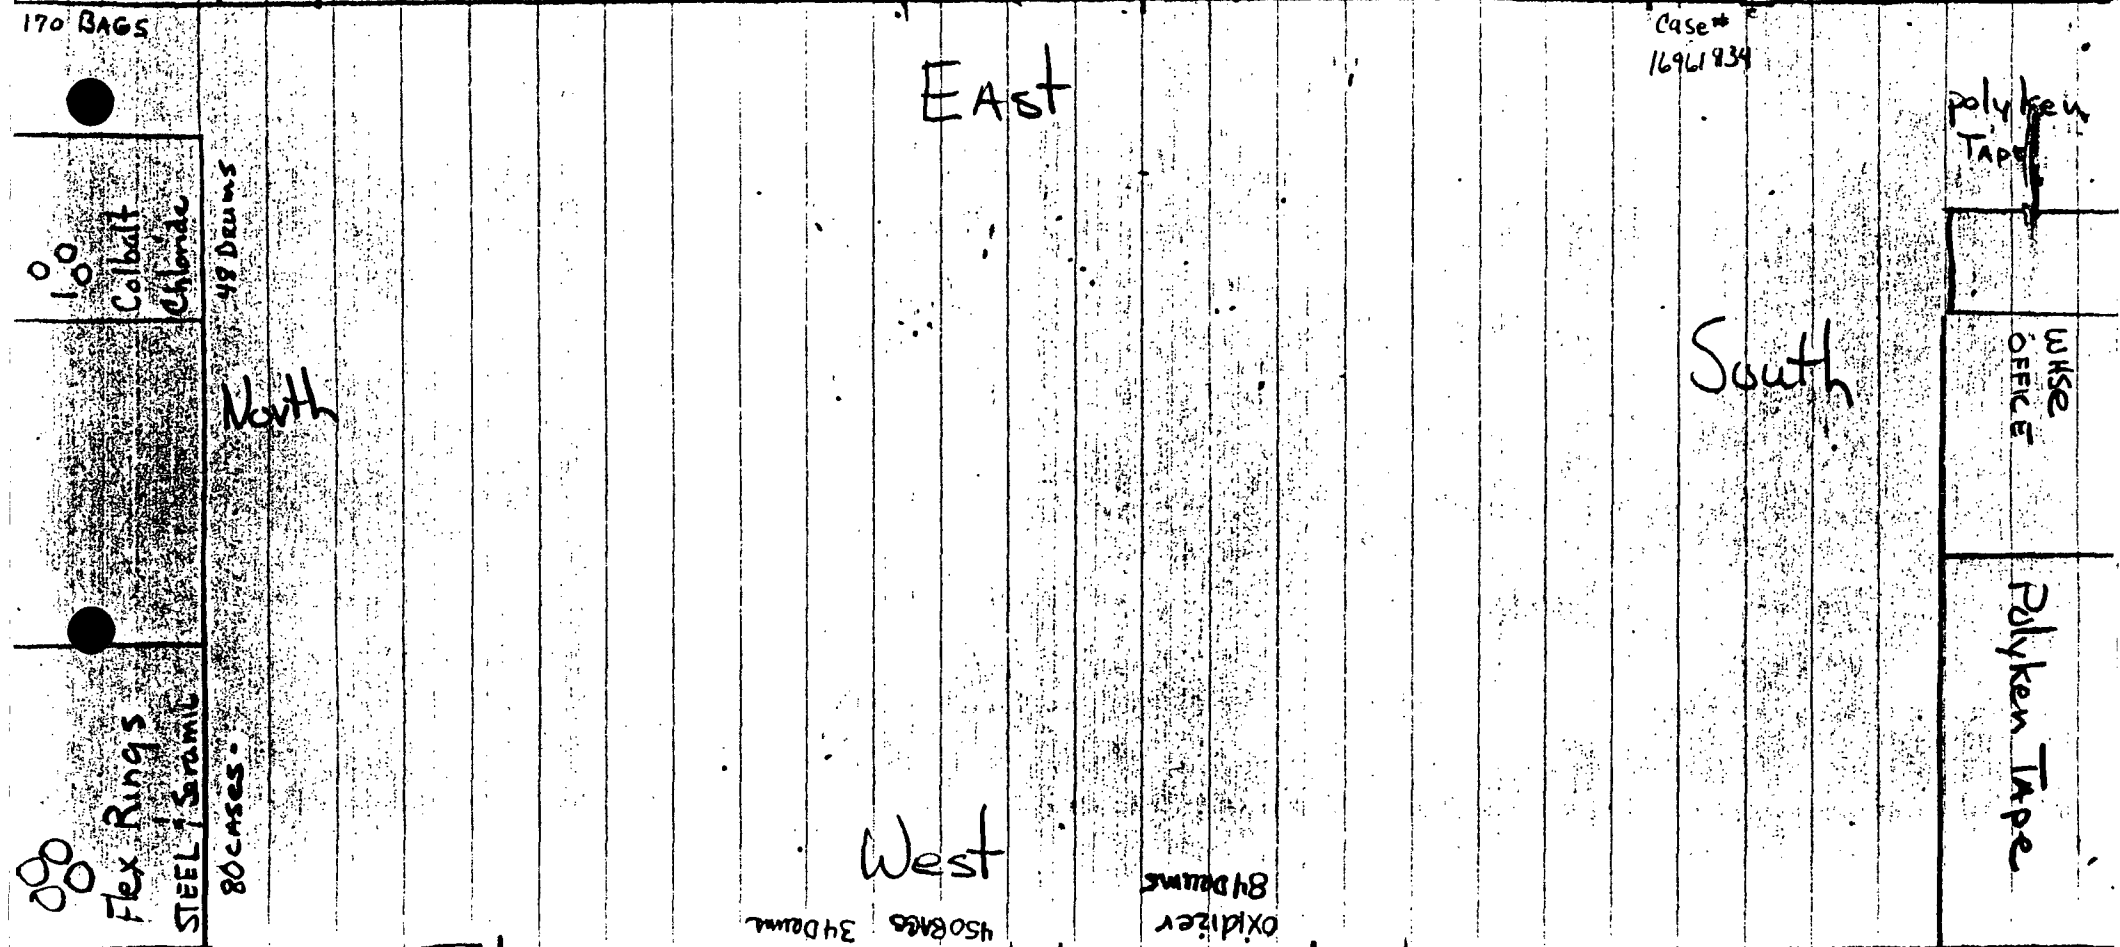 170 BAGS
Case#
16961834
East
polyken
Tape
Colbalt
Chloride
48 Drums
North
South
WHSE
OFFICE
Polyken Tape
Flex Rings
STEEL & Saramic
80 cases.
West
84 Drums
oxidizer
450 BAGS 34 Drums